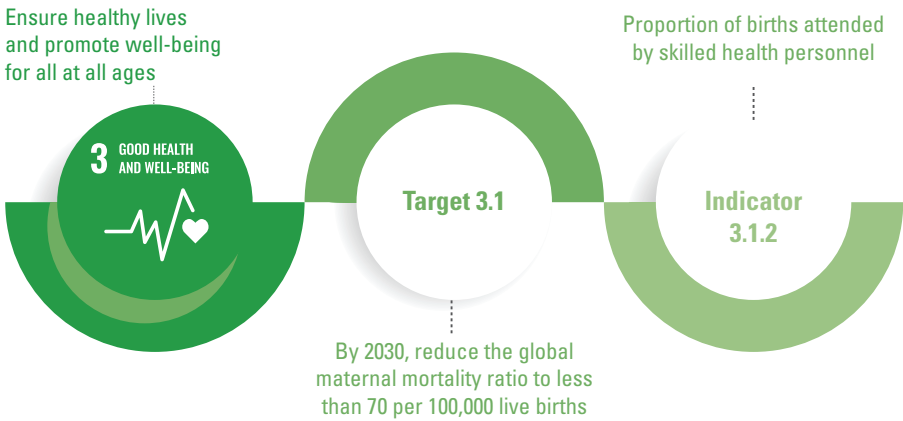 Ensure healthy lives
and promote well-being
for all at all ages
3 GOOD HEALTH
AND WELL-BEING
Target 3.1
By 2030, reduce the global
maternal mortality ratio to less
than 70 per 100,000 live births
Proportion of births attended
by skilled health personnel
Indicator
3.1.2